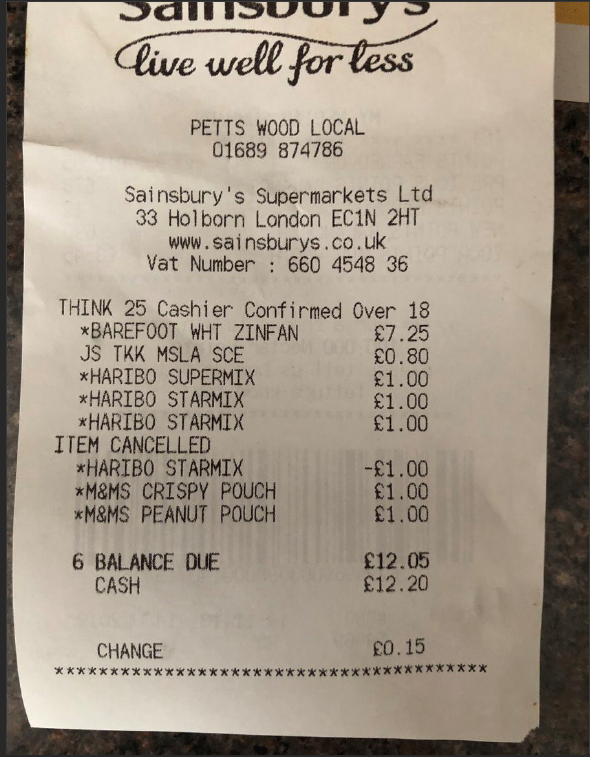 Sainsbury's
live well for less
PETTS WOOD LOCAL
01689 874786
Sainsbury's Supermarkets Ltd
33 Holborn London EC1N 2HT
www.sainsburys.co.uk
Vat Number : 660 4548 36
THINK 25 Cashier Confirmed Over 18
*BAREFOOT WHT ZINFAN £7.25
JS TKK MSLA SCE £0.80
*HARIBO SUPERMIX £1.00
*HARIBO STARMIX £1.00
*HARIBO STARMIX £1.00
ITEM CANCELLED
*HARIBO STARMIX -£1.00
*M&MS CRISPY POUCH £1.00
*M&MS PEANUT POUCH £1.00
6 BALANCE DUE £12.05
CASH £12.20
CHANGE £0.15
****************************************